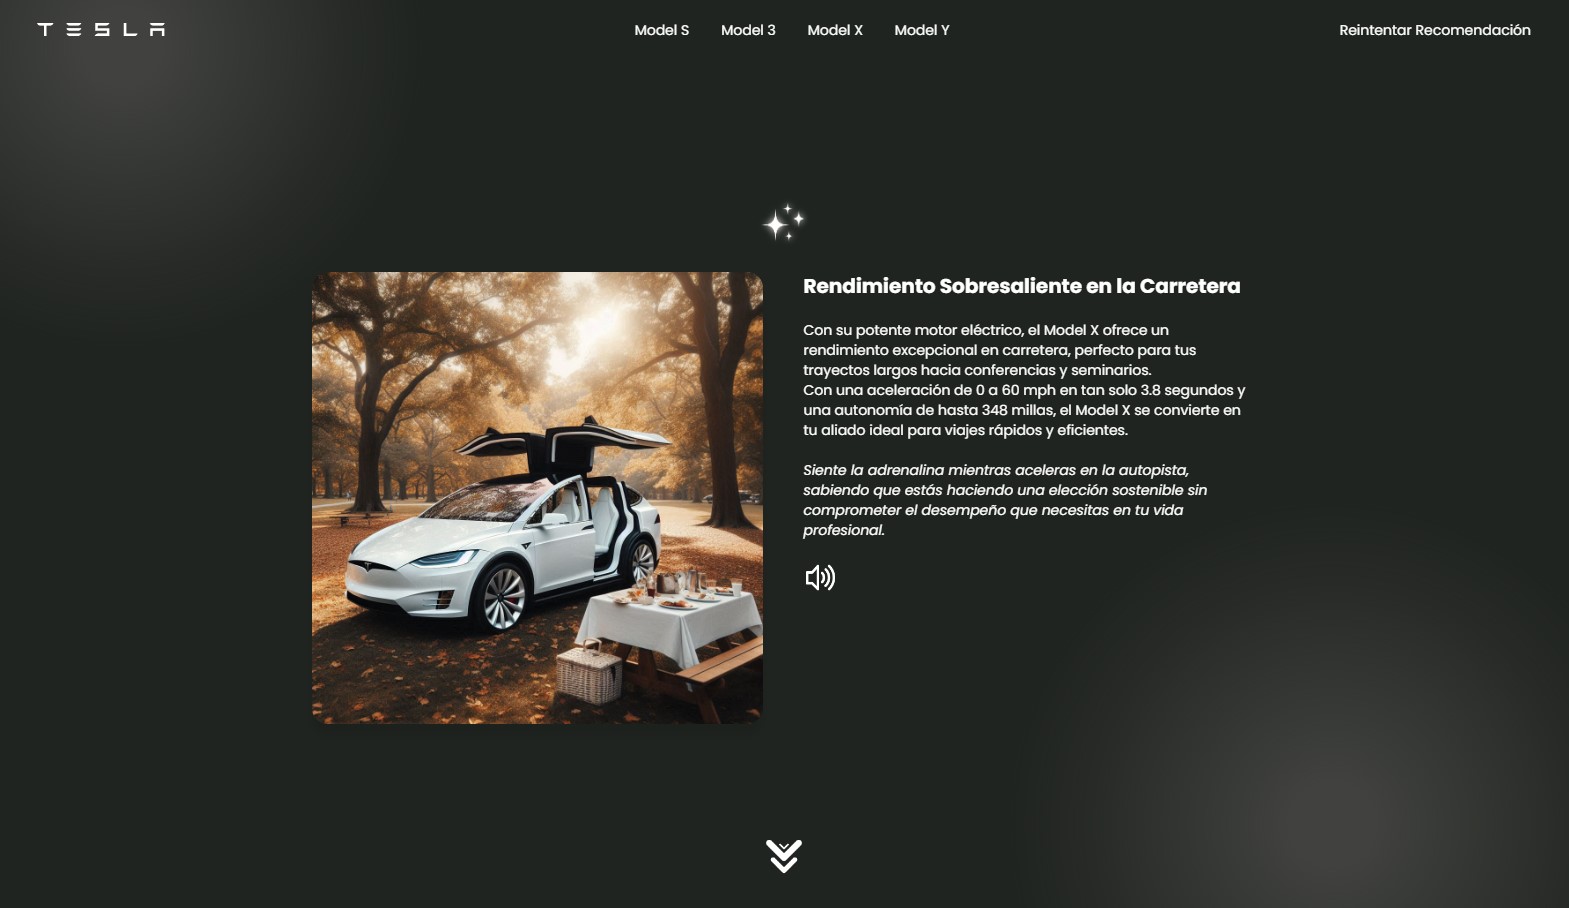 TESLA
Model S
Model 3
Model X
Model Y
Reintentar Recomendación
Rendimiento Sobresaliente en la Carretera
Con su potente motor eléctrico, el Model X ofrece un
rendimiento excepcional en carretera, perfecto para tus
trayectos largos hacia conferencias y seminarios.
Con una aceleración de 0 a 60 mph en tan solo 3.8 segundos y
una autonomía de hasta 348 millas, el Model X se convierte en
tu aliado ideal para viajes rápidos y eficientes.
Siente la adrenalina mientras aceleras en la autopista,
sabiendo que estás haciendo una elección sostenible sin
comprometer el desempeño que necesitas en tu vida
profesional.